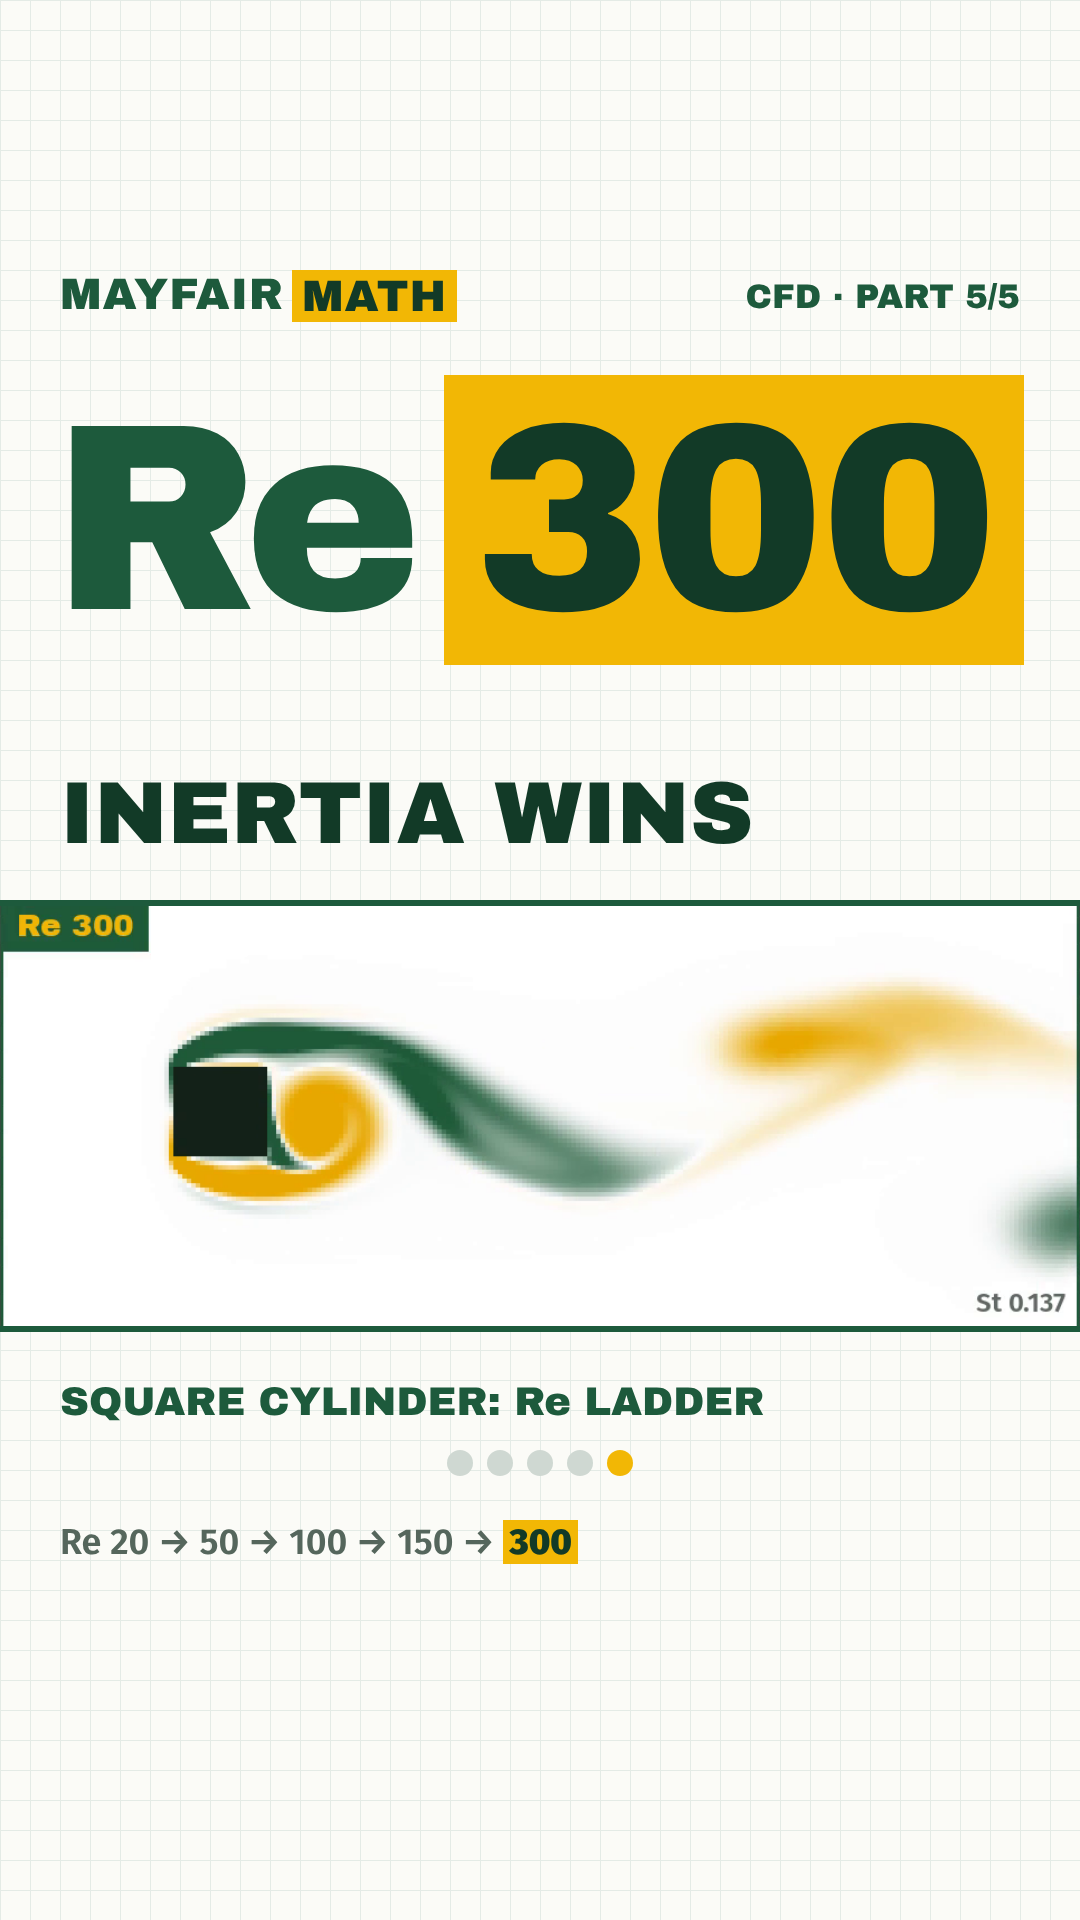 MAYFAIR MATH
CFD · PART 5/5
Re 300
INERTIA WINS
Re 300
St 0.137
SQUARE CYLINDER: Re LADDER
Re 20 → 50 → 100 → 150 → 300